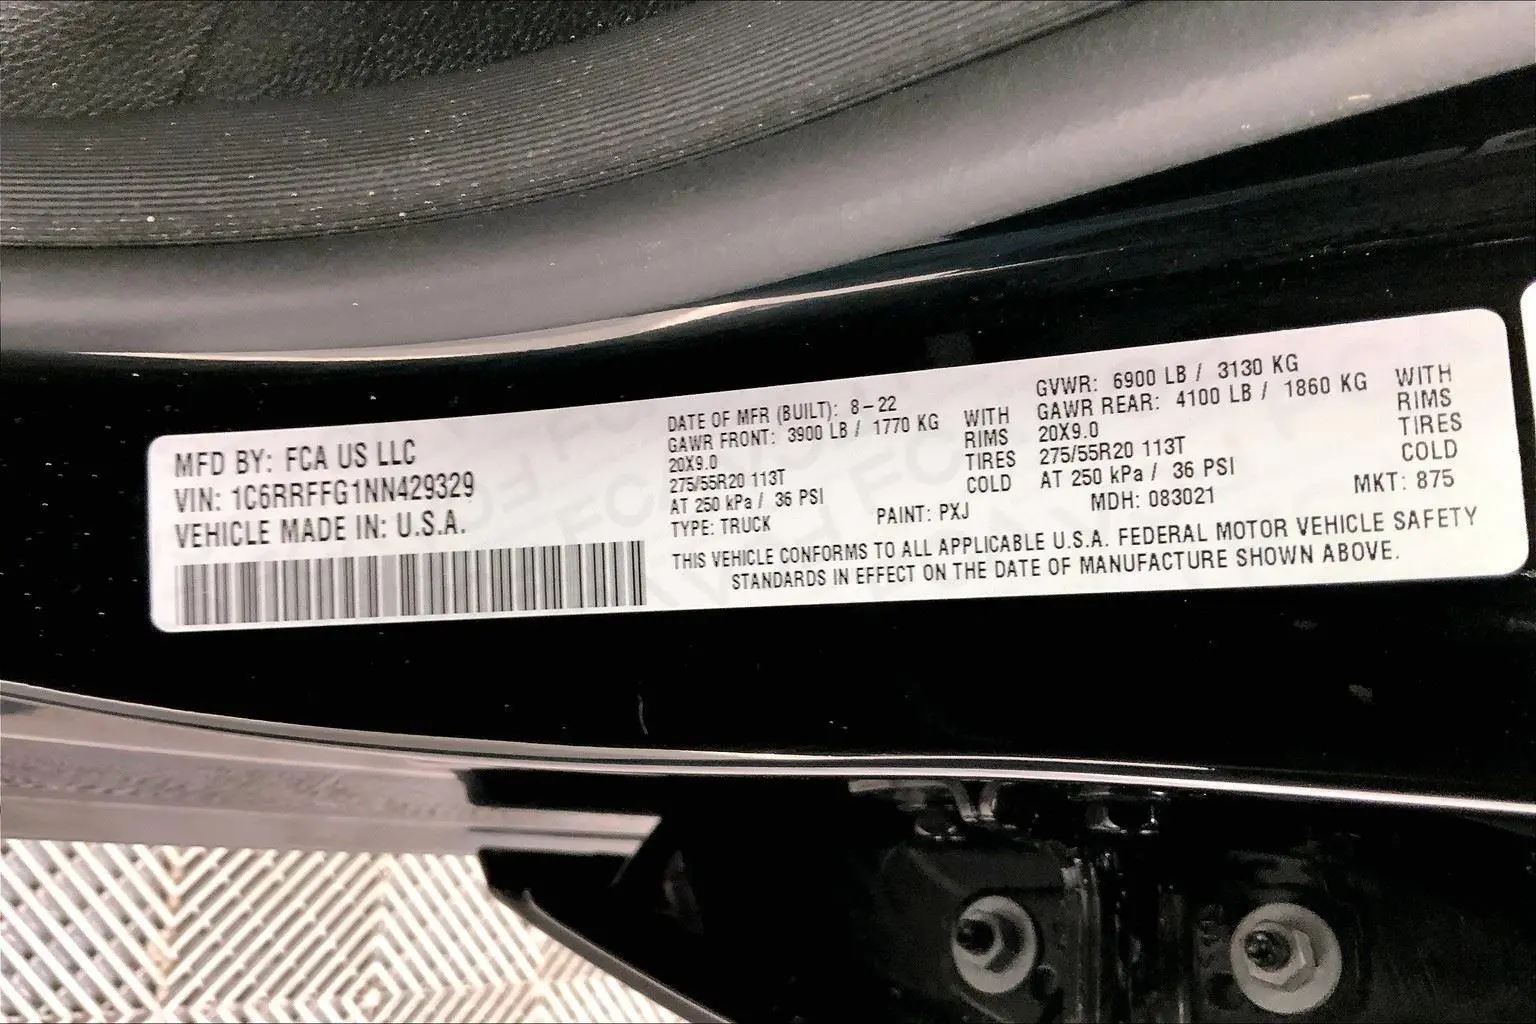 MFD BY: FCA US LLC
VIN: 1C6RRFFG1NN429329
VEHICLE MADE IN: U.S.A.
DATE OF MFR (BUILT): 8-22
GAWR FRONT: 3900 LB / 1770 KG WITH
20X9.0 RIMS
275/55R20 113T TIRES
AT 250 kPa / 36 PSI COLD
TYPE: TRUCK PAINT: PXJ
GVWR: 6900 LB / 3130 KG
GAWR REAR: 4100 LB / 1860 KG WITH
20X9.0 RIMS
275/55R20 113T TIRES
AT 250 kPa / 36 PSI COLD
MDH: 083021 MKT: 875
THIS VEHICLE CONFORMS TO ALL APPLICABLE U.S.A. FEDERAL MOTOR VEHICLE SAFETY
STANDARDS IN EFFECT ON THE DATE OF MANUFACTURE SHOWN ABOVE.